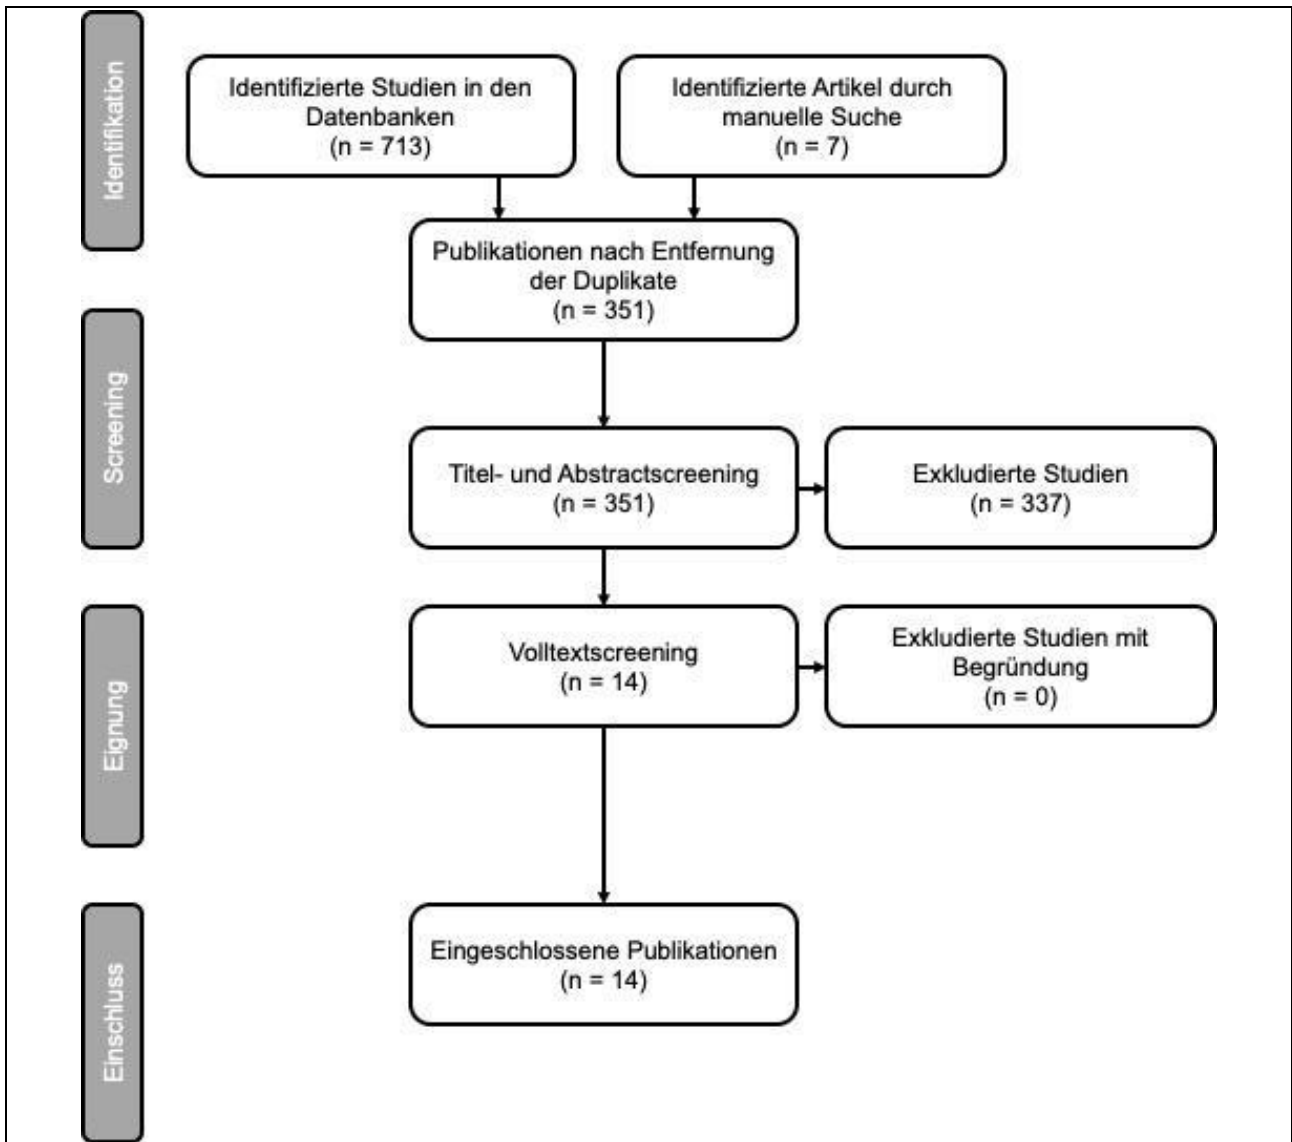 Identifikation
Identifizierte Studien in den
Datenbanken
(n = 713)
Identifizierte Artikel durch
manuelle Suche
(n = 7)
Publikationen nach Entfernung
der Duplikate
(n = 351)
Screening
Titel- und Abstractscreening
(n = 351)
Exkludierte Studien
(n = 337)
Eignung
Volltextscreening
(n = 14)
Exkludierte Studien mit
Begründung
(n = 0)
Einschluss
Eingeschlossene Publikationen
(n = 14)